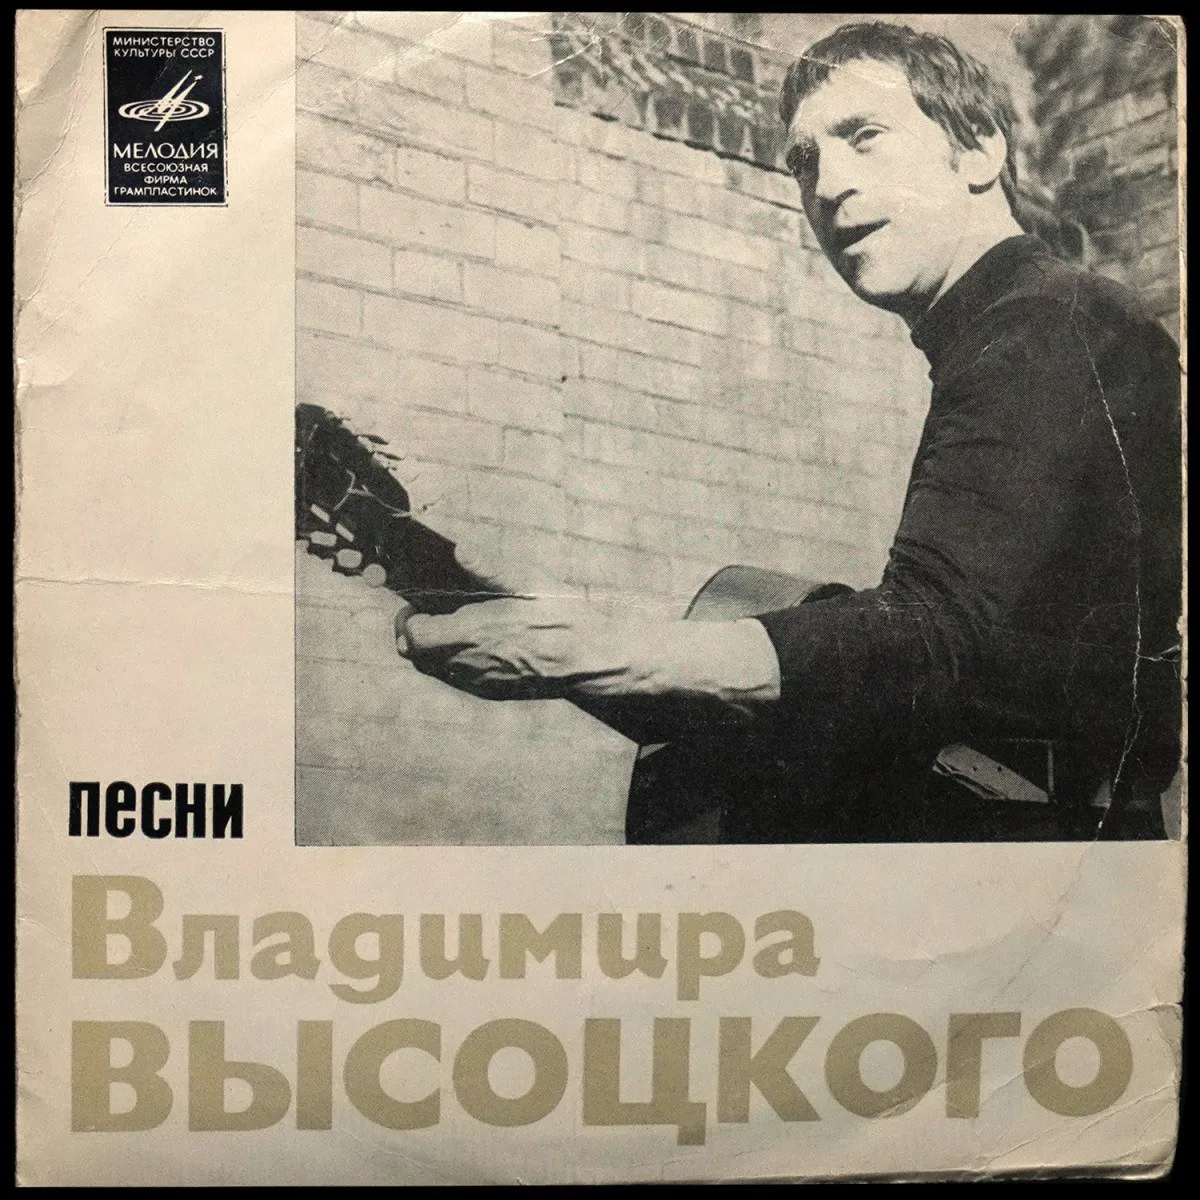 МИНИСТЕРСТВО
КУЛЬТУРЫ СССР
МЕЛОДИЯ
ВСЕСОЮЗНАЯ
ФИРМА
ГРАМПЛАСТИНОК
песни
Владимира
ВЫСОЦКОГО